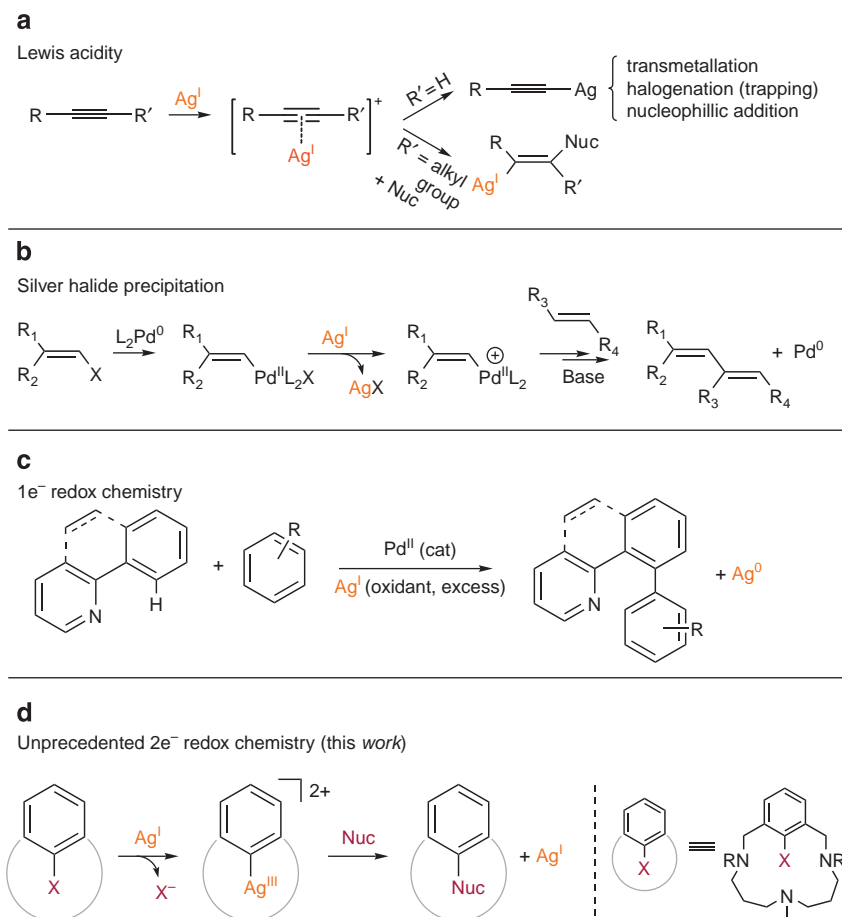 a
Lewis acidity
R R′ Ag^I [ R R′ Ag^I ]^+
R′ = H
R Ag
transmetallation
halogenation (trapping)
nucleophillic addition
R′ = alkyl group
+ Nuc
R Nuc
Ag^I R′
b
Silver halide precipitation
R1 R2 X
L2Pd^0
R1 R2 Pd^II L2X
Ag^I
AgX
R1 R2 ⊕ Pd^II L2
R3 R4
Base
R1 R2 R3 R4
+ Pd^0
c
1e^− redox chemistry
N H
+
R
Pd^II (cat)
Ag^I (oxidant, excess)
N R
+ Ag^0
d
Unprecedented 2e^− redox chemistry (this work)
X
Ag^I
X^−
Ag^III
2+
Nuc
Nuc
+ Ag^I
X
X
RN NR
N